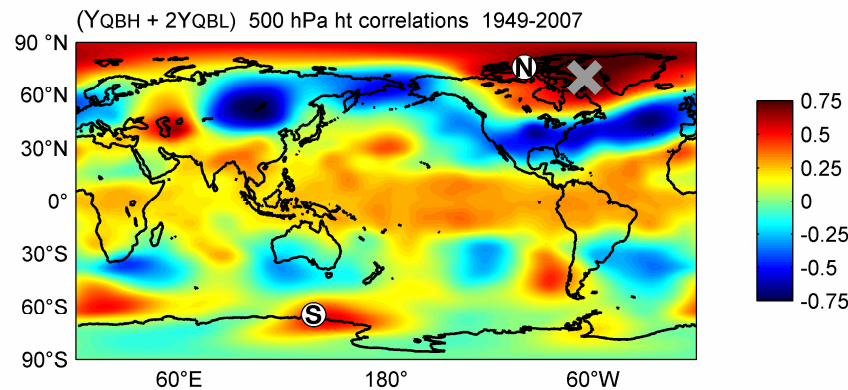 (YQBH + 2YQBL) 500 hPa ht correlations 1949-2007
90 °N
60°N
30°N
0°
30°S
60°S
90°S
60°E 180° 60°W
N
S
0.75
0.5
0.25
0
-0.25
-0.5
-0.75